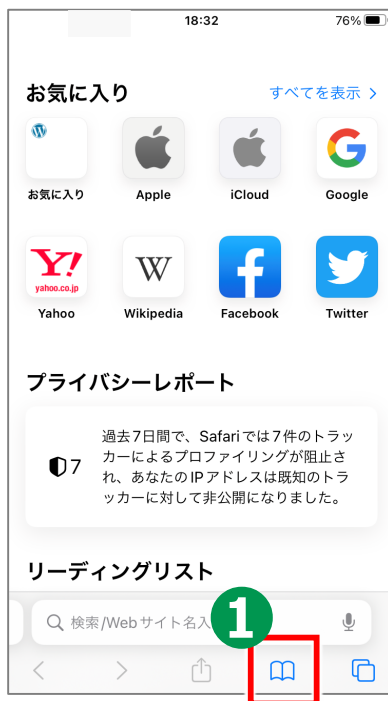 18:32
76%
お気に入り
すべてを表示 >
お気に入り
Apple
iCloud
Google
Y!
yahoo.co.jp
W
Yahoo
Wikipedia
Facebook
Twitter
プライバシーレポート
7
過去7日間で、Safariでは7件のトラッ
カーによるプロファイリングが阻止さ
れ、あなたのIPアドレスは既知のトラ
ッカーに対して非公開になりました。
リーディングリスト
検索/Webサイト名入
1